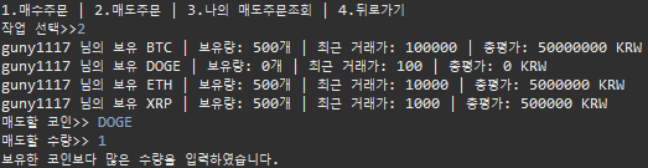 1.매수주문 | 2.매도주문 | 3.나의 매도주문조회 | 4.뒤로가기
작업 선택>>2
guny1117 님의 보유 BTC | 보유량: 500개 | 최근 거래가: 100000 | 총평가: 50000000 KRW
guny1117 님의 보유 DOGE | 보유량: 0개 | 최근 거래가: 100 | 총평가: 0 KRW
guny1117 님의 보유 ETH | 보유량: 500개 | 최근 거래가: 10000 | 총평가: 5000000 KRW
guny1117 님의 보유 XRP | 보유량: 500개 | 최근 거래가: 1000 | 총평가: 500000 KRW
매도할 코인>> DOGE
매도할 수량>> 1
보유한 코인보다 많은 수량을 입력하였습니다.